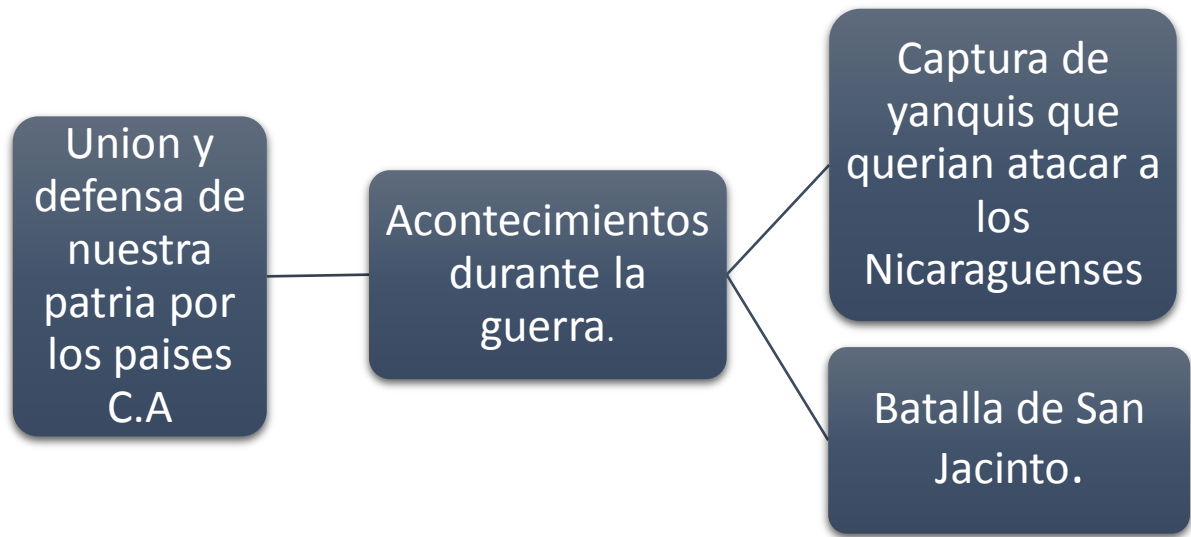 Union y
defensa de
nuestra
patria por
los paises
C.A
Acontecimientos
durante la
guerra.
Captura de
yanquis que
querian atacar a
los
Nicaraguenses
Batalla de San
Jacinto.